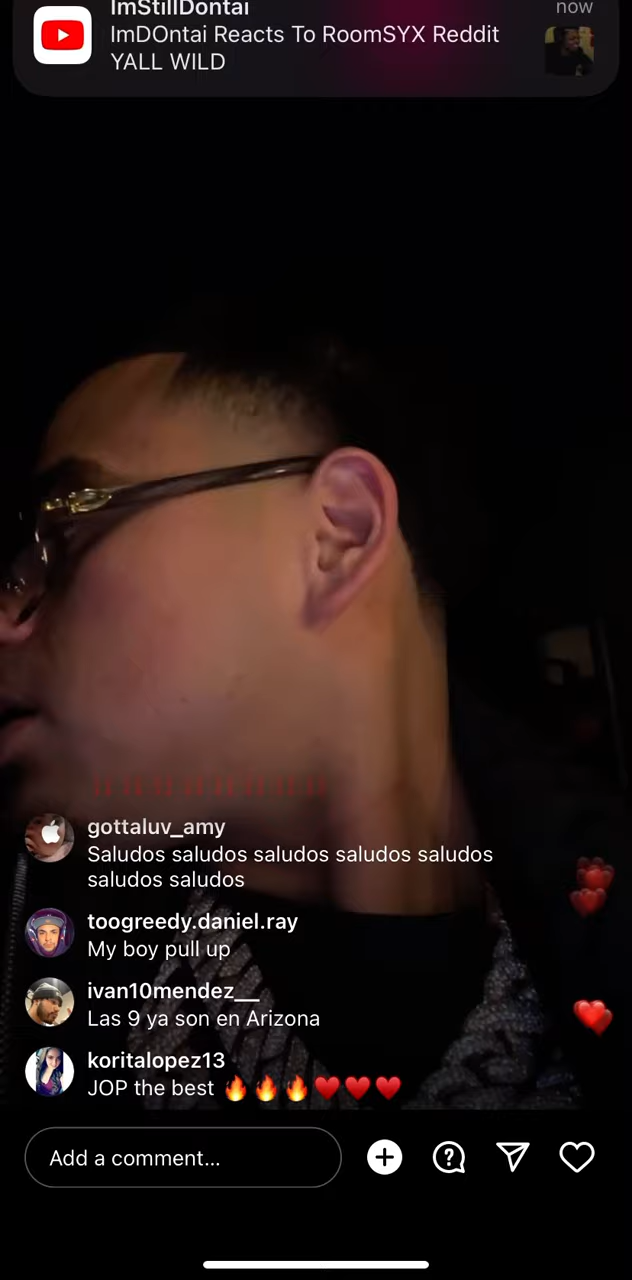 ImStillDontai
now
ImDOntai Reacts To RoomSYX Reddit
YALL WILD
gottaluv_amy
Saludos saludos saludos saludos saludos
saludos saludos
toogreedy.daniel.ray
My boy pull up
ivan10mendez__
Las 9 ya son en Arizona
koritalopez13
JOP the best 🔥🔥🔥❤️❤️❤️
Add a comment...